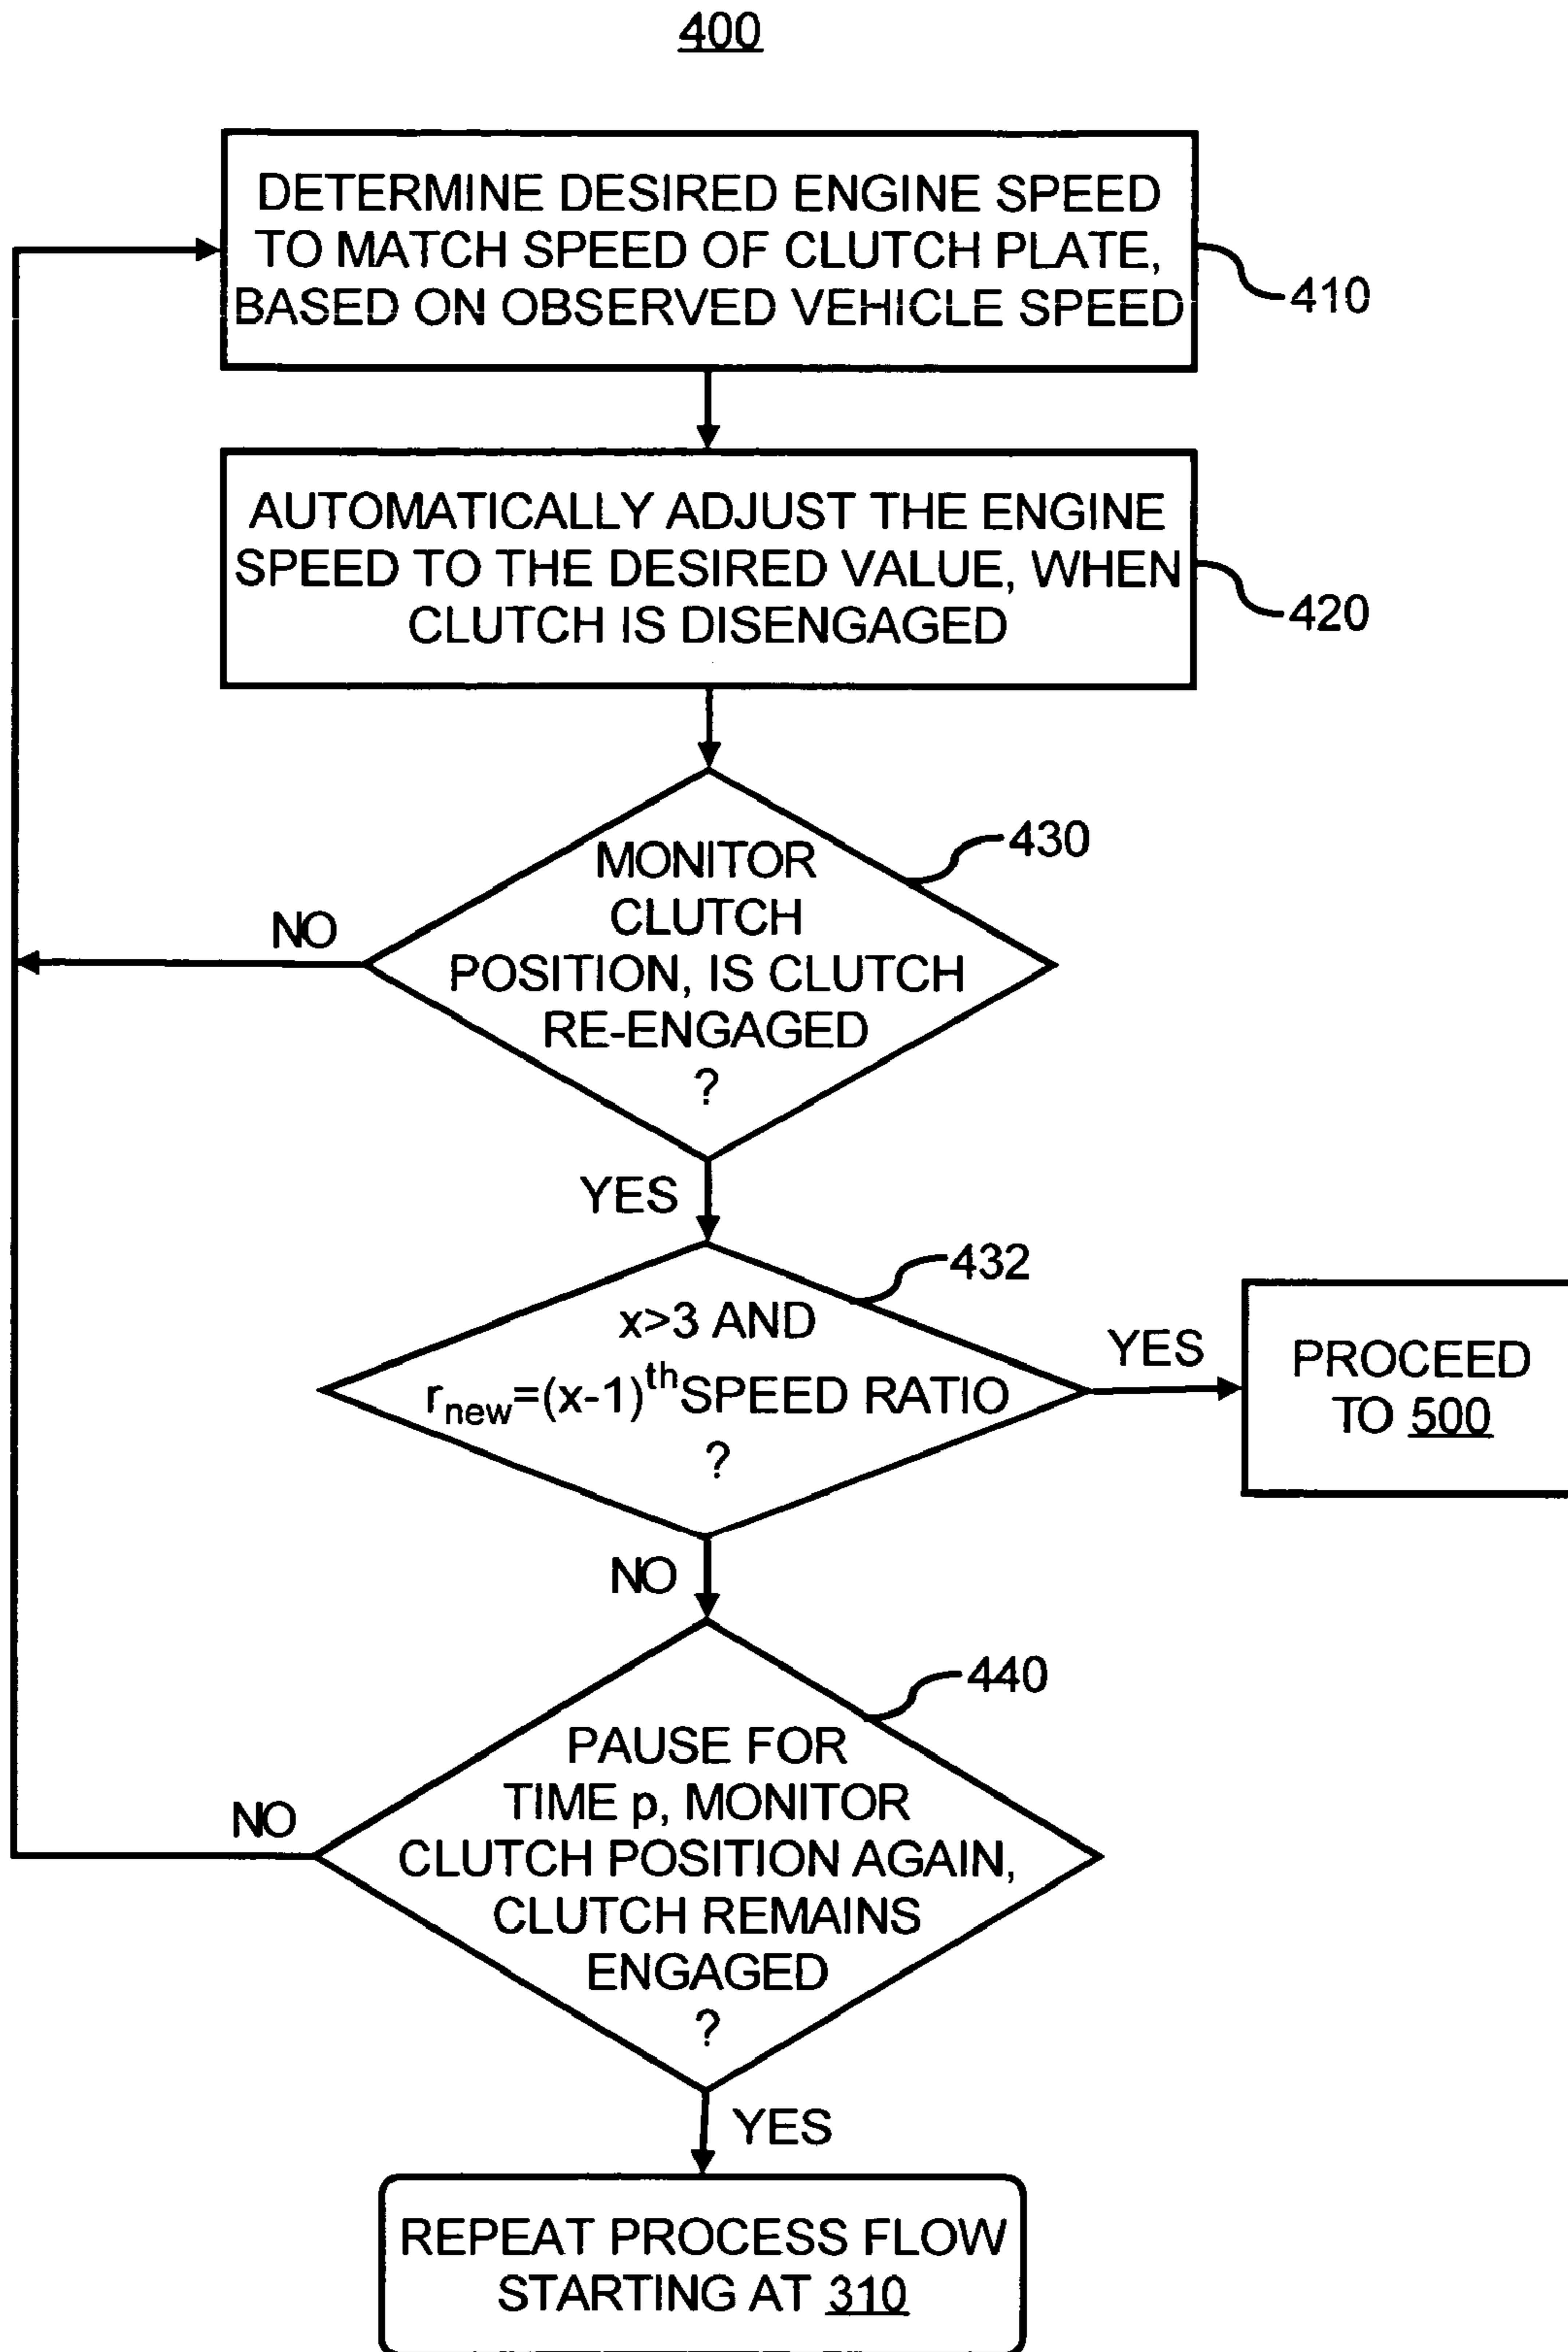 400
DETERMINE DESIRED ENGINE SPEED
TO MATCH SPEED OF CLUTCH PLATE,
BASED ON OBSERVED VEHICLE SPEED
410
AUTOMATICALLY ADJUST THE ENGINE
SPEED TO THE DESIRED VALUE, WHEN
CLUTCH IS DISENGAGED
420
430
MONITOR
CLUTCH
POSITION, IS CLUTCH
RE-ENGAGED
?
NO
YES
432
x>3 AND
r_new=(x-1)^th SPEED RATIO
?
YES
PROCEED
TO 500
NO
440
PAUSE FOR
TIME p, MONITOR
CLUTCH POSITION AGAIN,
CLUTCH REMAINS
ENGAGED
?
NO
YES
REPEAT PROCESS FLOW
STARTING AT 310